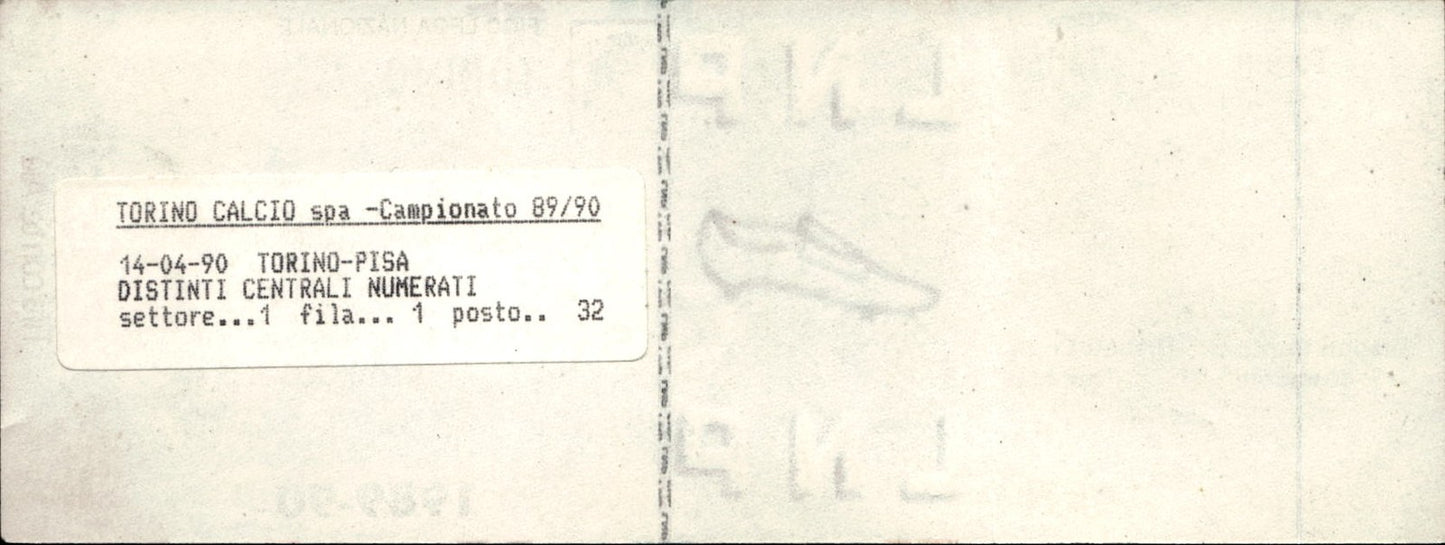 TORINO CALCIO spa -Campionato 89/90
14-04-90 TORINO-PISA
DISTINTI CENTRALI NUMERATI
settore...1 fila... 1 posto.. 32